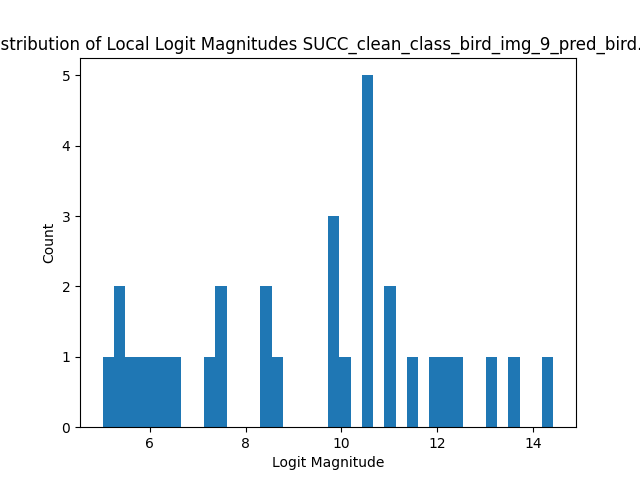 stribution of Local Logit Magnitudes SUCC_clean_class_bird_img_9_pred_bird.
5
4
3
2
1
0
Count
6 8 10 12 14
Logit Magnitude